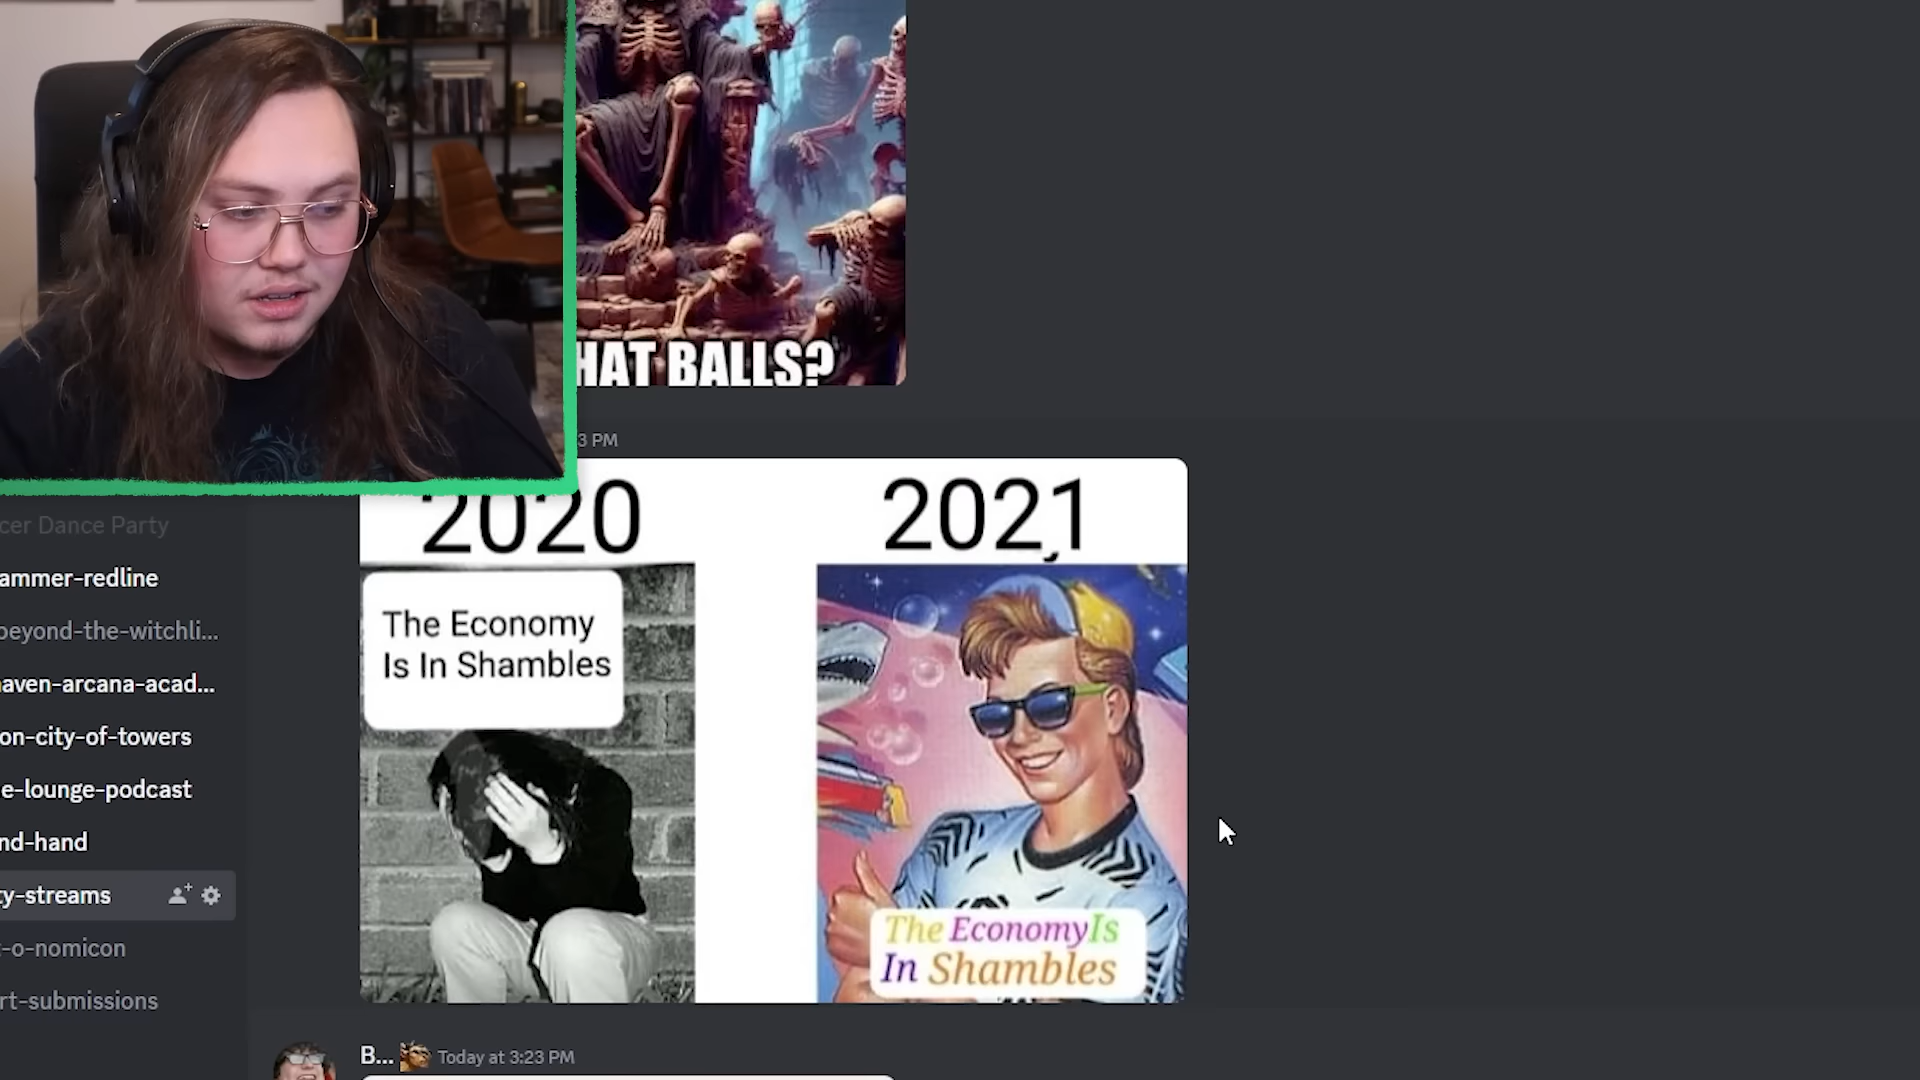 HAT BALLS?
3 PM
2020
2021
The Economy
Is In Shambles
The Economy Is
In Shambles
cer Dance Party
ammer-redline
beyond-the-witchli...
aven-arcana-acad...
on-city-of-towers
e-lounge-podcast
nd-hand
ty-streams
-o-nomicon
rt-submissions
B... Today at 3:23 PM